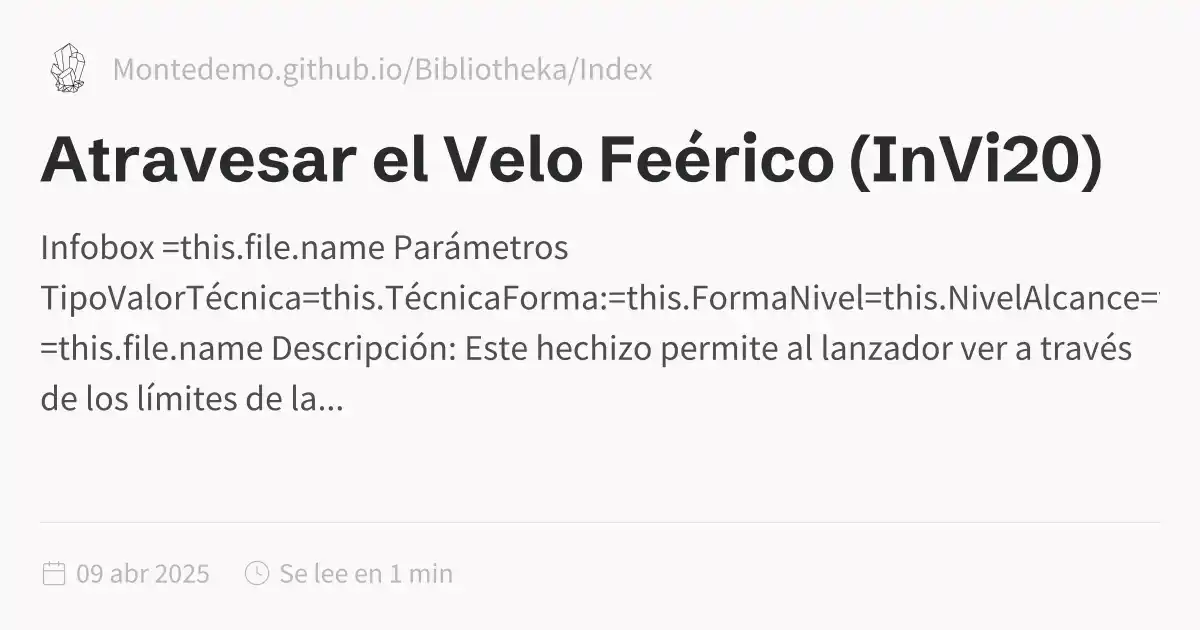 Montedemo.github.io/Bibliotheka/Index
Atravesar el Velo Feérico (InVi20)
Infobox =this.file.name Parámetros
TipoValorTécnica=this.TécnicaForma:=this.FormaNivel=this.NivelAlcance=
=this.file.name Descripción: Este hechizo permite al lanzador ver a través
de los límites de la...
09 abr 2025
Se lee en 1 min